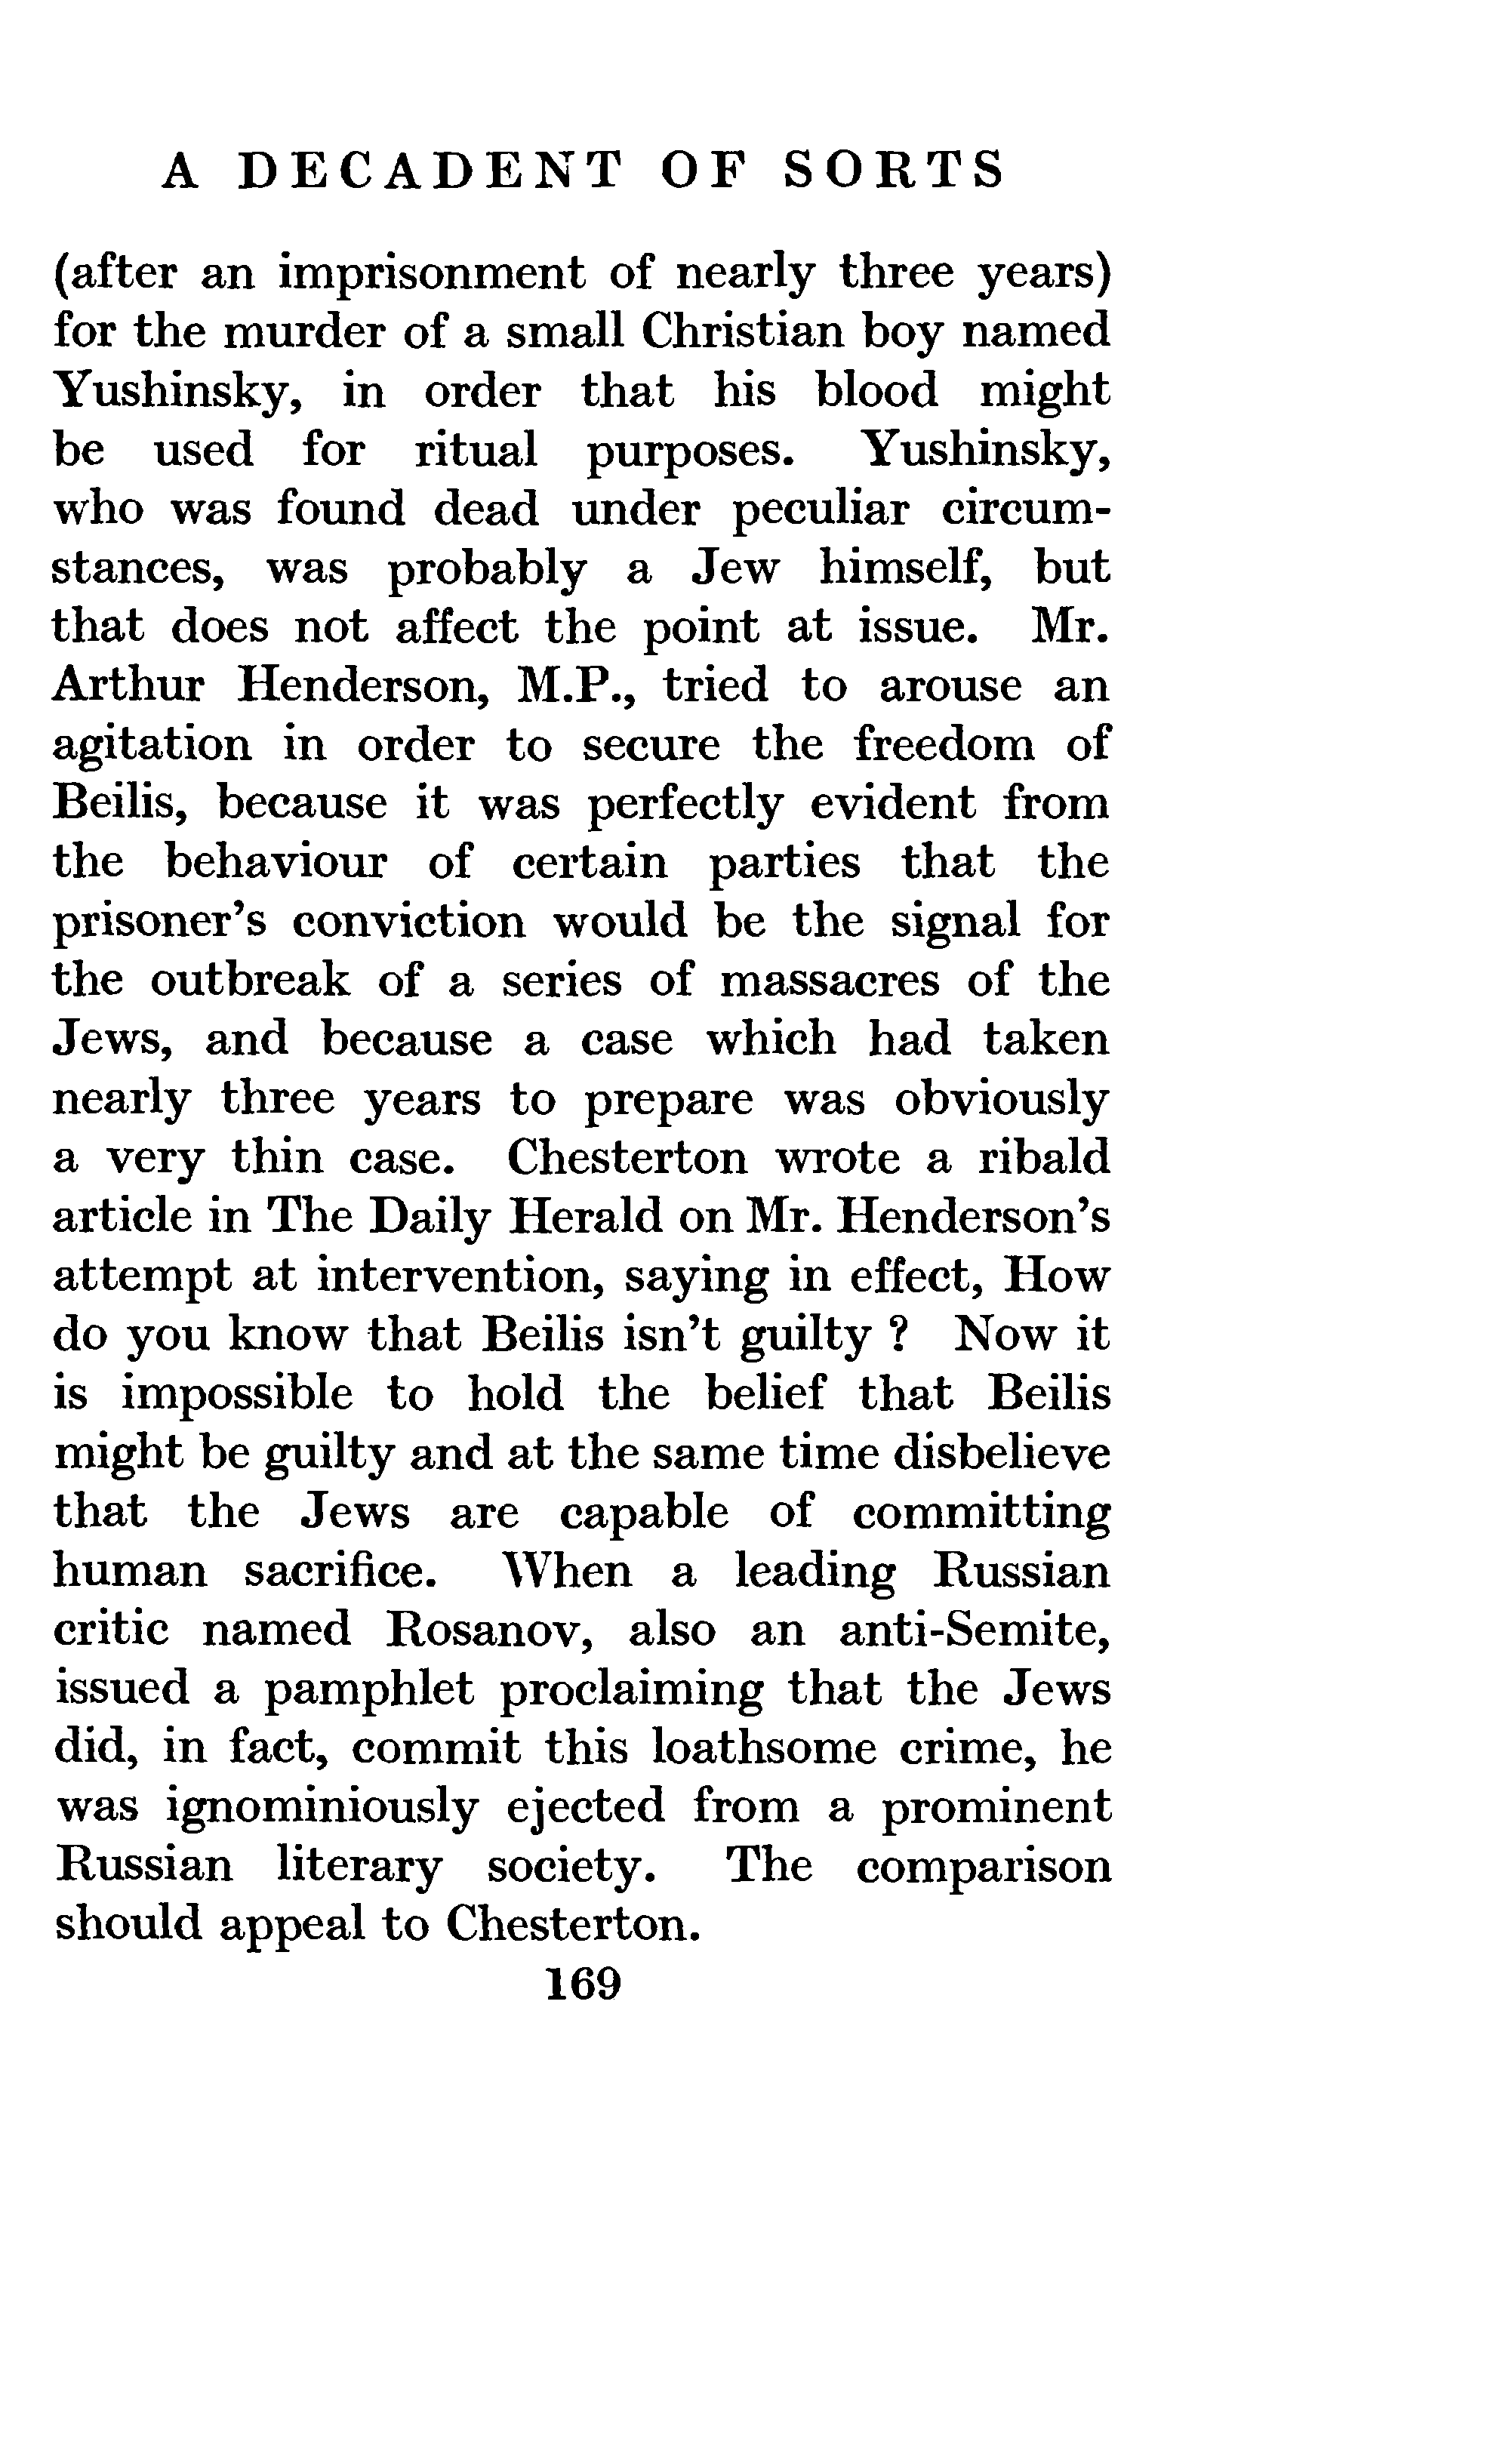 A DECADENT OF SORTS
(after an imprisonment of nearly three years)
for the murder of a small Christian boy named
Yushinsky, in order that his blood might
be used for ritual purposes. Yushinsky,
who was found dead under peculiar circum-
stances, was probably a Jew himself, but
that does not affect the point at issue. Mr.
Arthur Henderson, M.P., tried to arouse an
agitation in order to secure the freedom of
Beilis, because it was perfectly evident from
the behaviour of certain parties that the
prisoner's conviction would be the signal for
the outbreak of a series of massacres of the
Jews, and because a case which had taken
nearly three years to prepare was obviously
a very thin case. Chesterton wrote a ribald
article in The Daily Herald on Mr. Henderson's
attempt at intervention, saying in effect, How
do you know that Beilis isn't guilty ? Now it
is impossible to hold the belief that Beilis
might be guilty and at the same time disbelieve
that the Jews are capable of committing
human sacrifice. When a leading Russian
critic named Rosanov, also an anti-Semite,
issued a pamphlet proclaiming that the Jews
did, in fact, commit this loathsome crime, he
was ignominiously ejected from a prominent
Russian literary society. The comparison
should appeal to Chesterton.
169